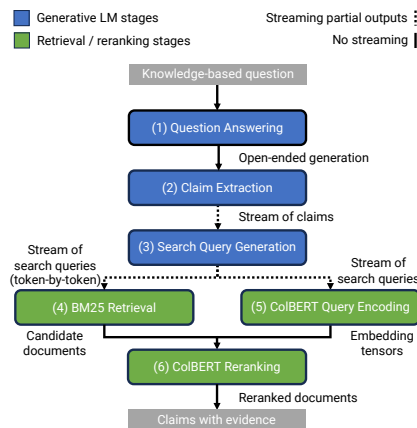 Generative LM stages
Streaming partial outputs
Retrieval / reranking stages
No streaming
Knowledge-based question
(1) Question Answering
Open-ended generation
(2) Claim Extraction
Stream of claims
(3) Search Query Generation
Stream of
search queries
(token-by-token)
Stream of
search queries
(4) BM25 Retrieval
(5) ColBERT Query Encoding
Candidate
documents
Embedding
tensors
(6) ColBERT Reranking
Reranked documents
Claims with evidence